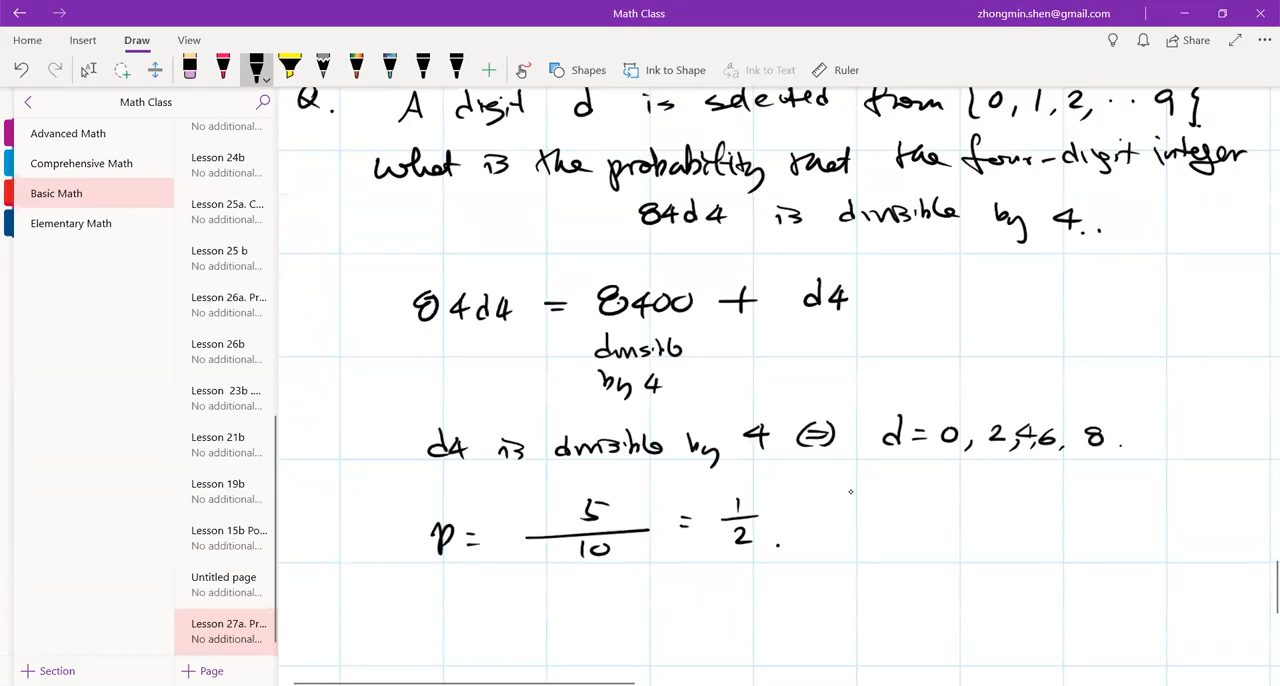 Math Class
zhongmin.shen@gmail.com
Home Insert Draw View
Share
Shapes
Ink to Shape
Ink to Text
Ruler
Math Class
Advanced Math
Comprehensive Math
Basic Math
Elementary Math
No additional...
Lesson 24b
No additional...
Lesson 25a. C...
No additional...
Lesson 25 b
No additional...
Lesson 26a. Pr...
No additional...
Lesson 26b
No additional...
Lesson 23b ....
No additional...
Lesson 21b
No additional...
Lesson 19b
No additional...
Lesson 15b Po...
No additional...
Untitled page
No additional...
Lesson 27a. Pr...
No additional...
+ Section
+ Page
Q. A digit d is selected from {0, 1, 2, .. 9}
What is the probability that the four-digit integer
84d4 is divisible by 4..
84d4 = 8400 + d4
divisible
by 4
d4 is divisible by 4 ⇔ d = 0, 2, 4, 6, 8.
p = 5/10 = 1/2.